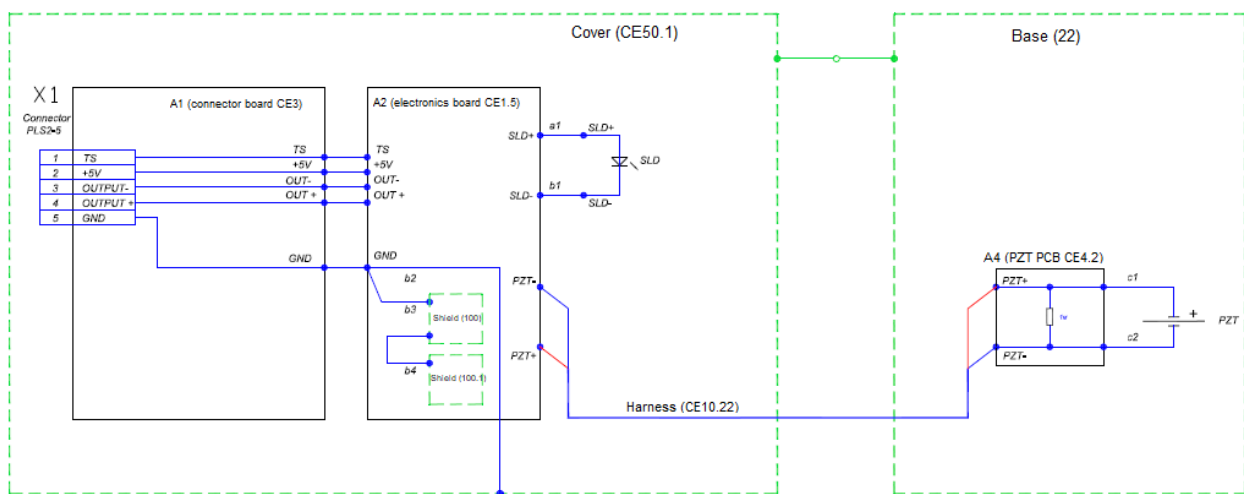 Cover (CE50.1)
Base (22)
X1
Connector
PLS2-5
A1 (connector board CE3)
A2 (electronics board CE1.5)
1 TS
2 +5V
3 OUTPUT-
4 OUTPUT +
5 GND
TS
+5V
OUT-
OUT +
GND
TS
+5V
OUT-
OUT +
GND
b2
b3
Shield (100)
b4
Shield (100.1)
SLD+
a1
SLD+
SLD
SLD-
b1
SLD-
PZT-
PZT+
Harness (CE10.22)
A4 (PZT PCB CE4.2)
PZT+
c1
+
PZT
PZT-
c2